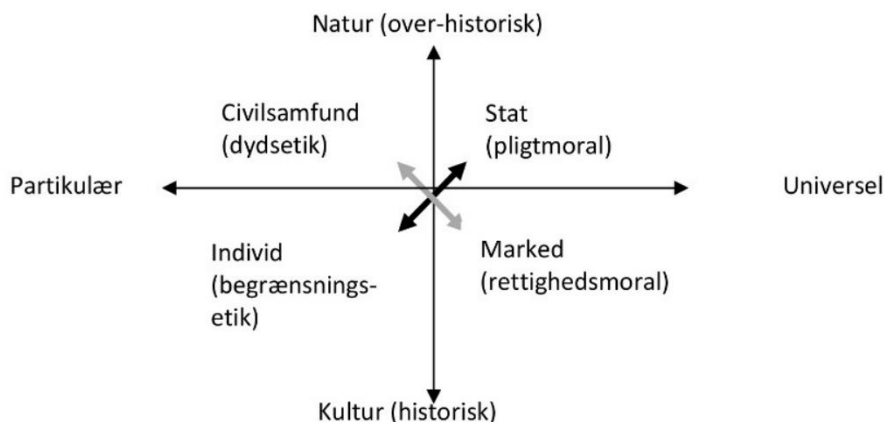 Natur (over-historisk)
Civilsamfund
(dydsetik)
Stat
(pligtmoral)
Partikulær
Universel
Individ
(begrænsnings-
etik)
Marked
(rettighedsmoral)
Kultur (historisk)